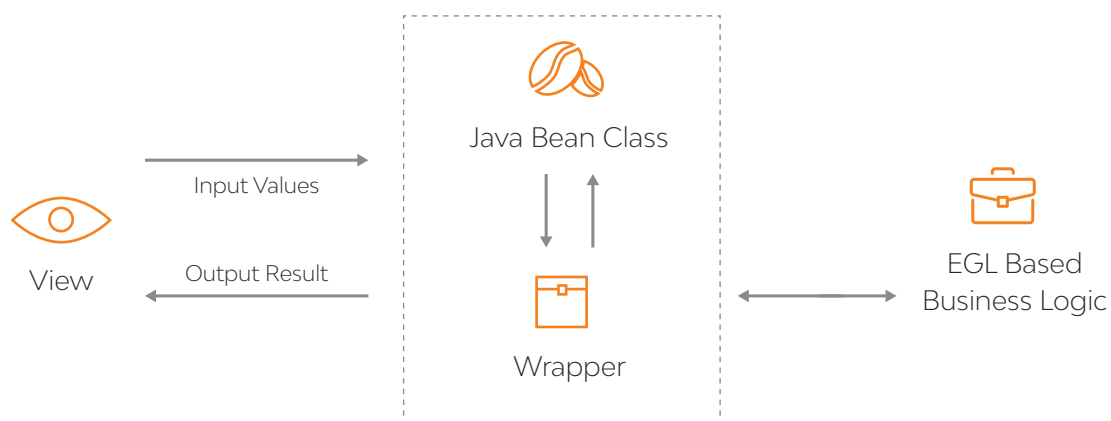 Java Bean Class
Input Values
View
Output Result
Wrapper
EGL Based
Business Logic